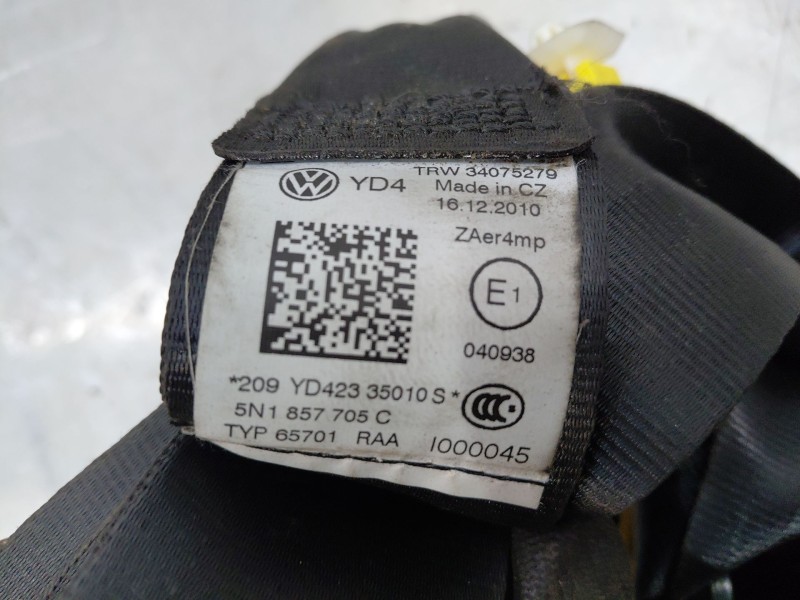 TRW 34075279
YD4 Made in CZ
16.12.2010
ZAer4mp
E1
040938
*209 YD423 35010 S*
5N1 857 705 C
TYP 65701 RAA I000045